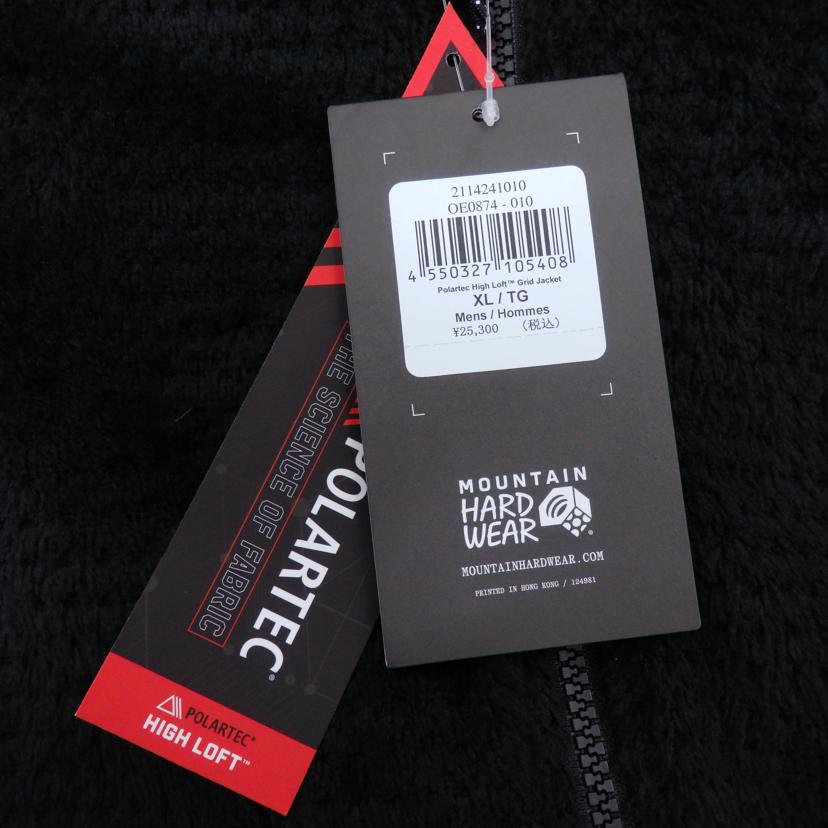 2114241010
OE0874 - 010
4 550327 105408
Polartec High Loft™ Grid Jacket
XL / TG
Mens / Hommes
¥25,300 （税込）
MOUNTAIN
HARD
WEAR®
MOUNTAINHARDWEAR.COM
PRINTED IN HONG KONG / 124981
THE SCIENCE OF FABRIC
POLARTEC®
POLARTEC®
HIGH LOFT™